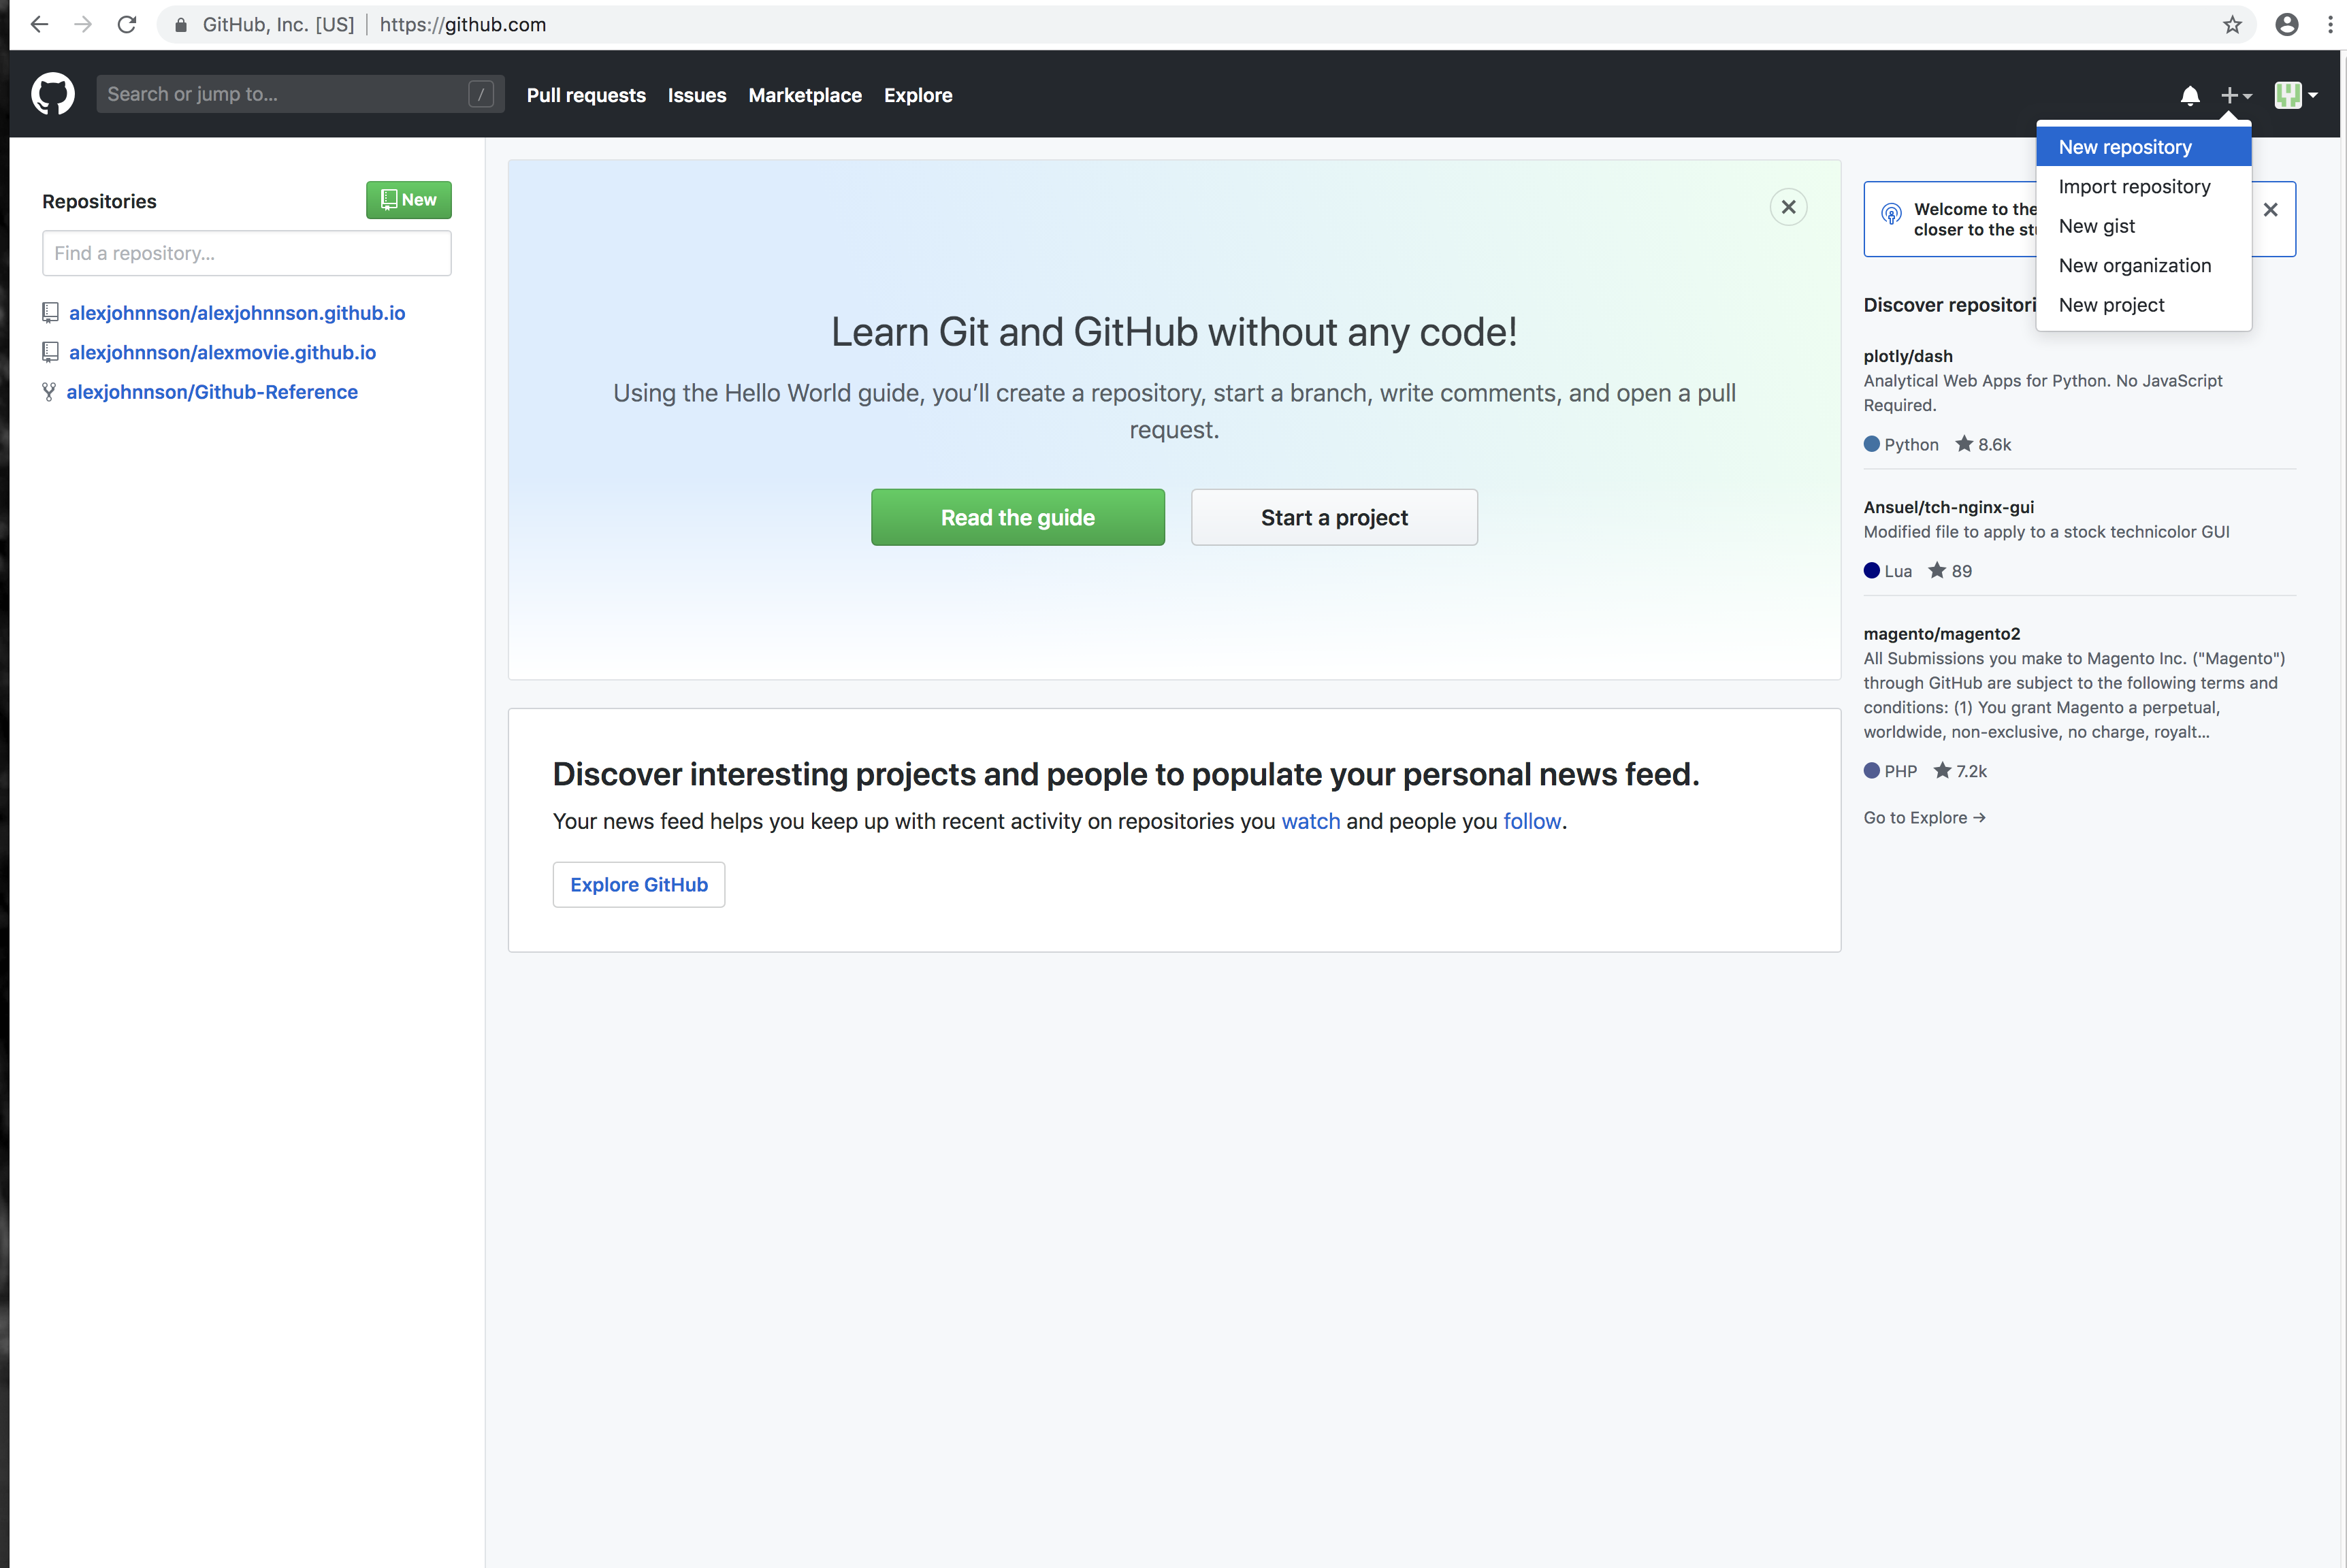 GitHub, Inc. [US] | https://github.com
Search or jump to... /
Pull requests Issues Marketplace Explore
New repository
Import repository
New gist
New organization
New project
Repositories
New
Find a repository...
alexjohnnson/alexjohnnson.github.io
alexjohnnson/alexmovie.github.io
alexjohnnson/Github-Reference
Learn Git and GitHub without any code!
Using the Hello World guide, you’ll create a repository, start a branch, write comments, and open a pull
request.
Read the guide
Start a project
Discover interesting projects and people to populate your personal news feed.
Your news feed helps you keep up with recent activity on repositories you watch and people you follow.
Explore GitHub
Welcome to the
closer to the
Discover
plotly/dash
Analytical Web Apps for Python. No JavaScript
Required.
Python 8.6k
Ansuel/tch-nginx-gui
Modified file to apply to a stock technicolor GUI
Lua 89
magento/magento2
All Submissions you make to Magento Inc. ("Magento")
through GitHub are subject to the following terms and
conditions: (1) You grant Magento a perpetual,
worldwide, non-exclusive, no charge, royalt...
PHP 7.2k
Go to Explore →